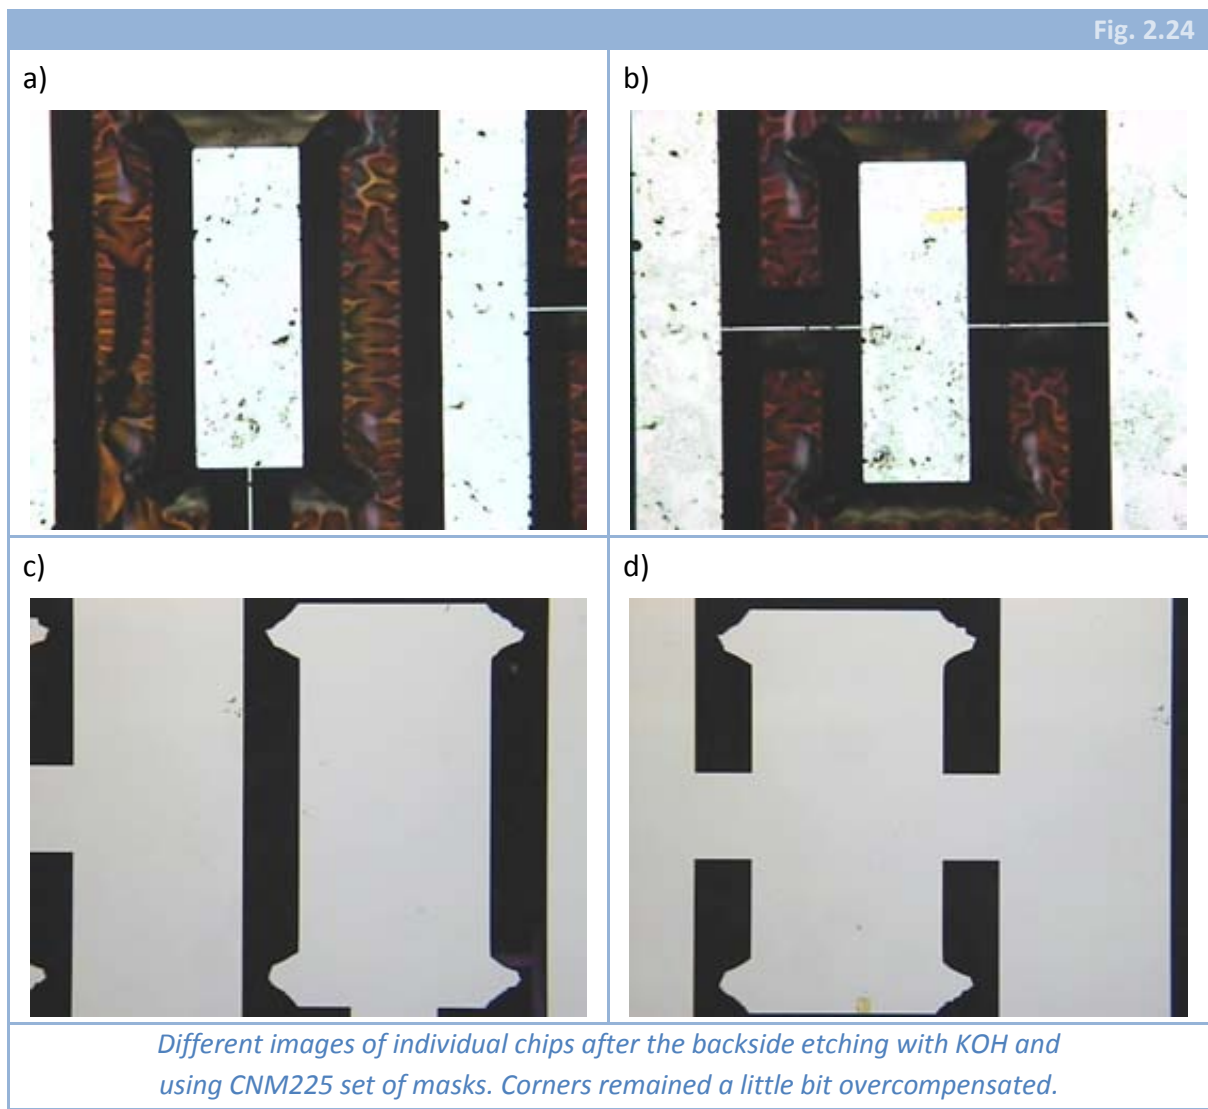 Fig. 2.24
a)
b)
c)
d)
Different images of individual chips after the backside etching with KOH and
using CNM225 set of masks. Corners remained a little bit overcompensated.